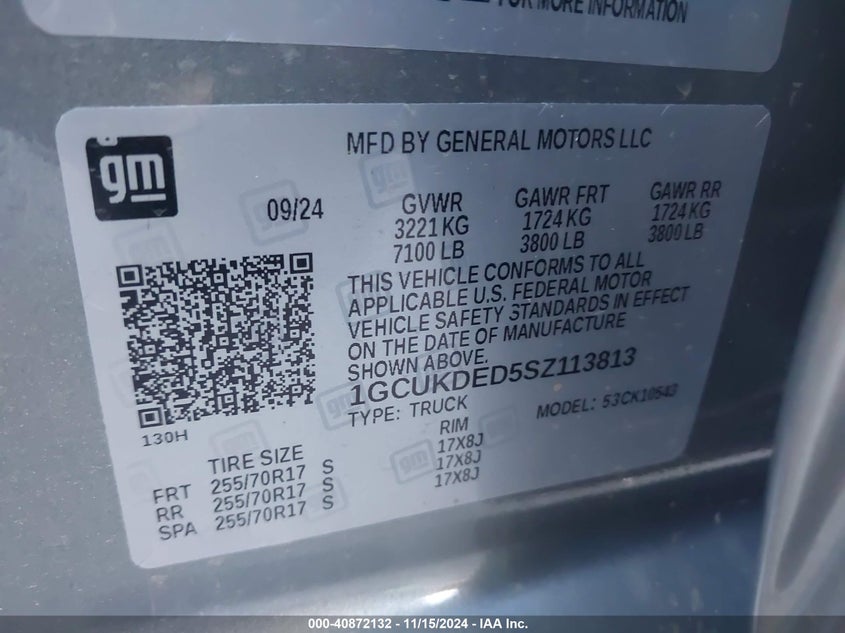 FOR MORE INFORMATION
gm
MFD BY GENERAL MOTORS LLC
09/24
GVWR GAWR FRT GAWR RR
3221 KG 1724 KG 1724 KG
7100 LB 3800 LB 3800 LB
THIS VEHICLE CONFORMS TO ALL
APPLICABLE U.S. FEDERAL MOTOR
VEHICLE SAFETY STANDARDS IN EFFECT
ON THE DATE OF MANUFACTURE
SHOWN ABOVE.
1GCUKDED5SZ113813
TYPE: TRUCK MODEL: 53CK10543
130H
TIRE SIZE RIM
FRT 255/70R17 S 17X8J
RR 255/70R17 S 17X8J
SPA 255/70R17 S 17X8J
000-40872132 - 11/15/2024 - IAA Inc.